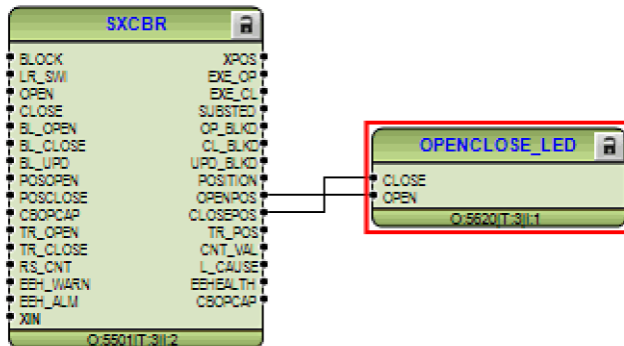 SXCBR
BLOCK XPOS
LR_SWI EXE_OP
OPEN EXE_CL
CLOSE SUBSTED
BL_OPEN OP_BLKD
BL_CLOSE CL_BLKD
BL_UPD UPD_BLKD
POSOPEN POSITION
POSCLOSE OPENPOS
CBOPCAP CLOSEPOS
TR_OPEN TR_POS
TR_CLOSE CNT_VAL
RS_CNT L_CAUSE
EEH_WARN EEHEALTH
EEH_ALM CBOPCAP
XIN
O:5501|T:3|I:2
OPENCLOSE_LED
CLOSE
OPEN
O:5620|T:3|I:1